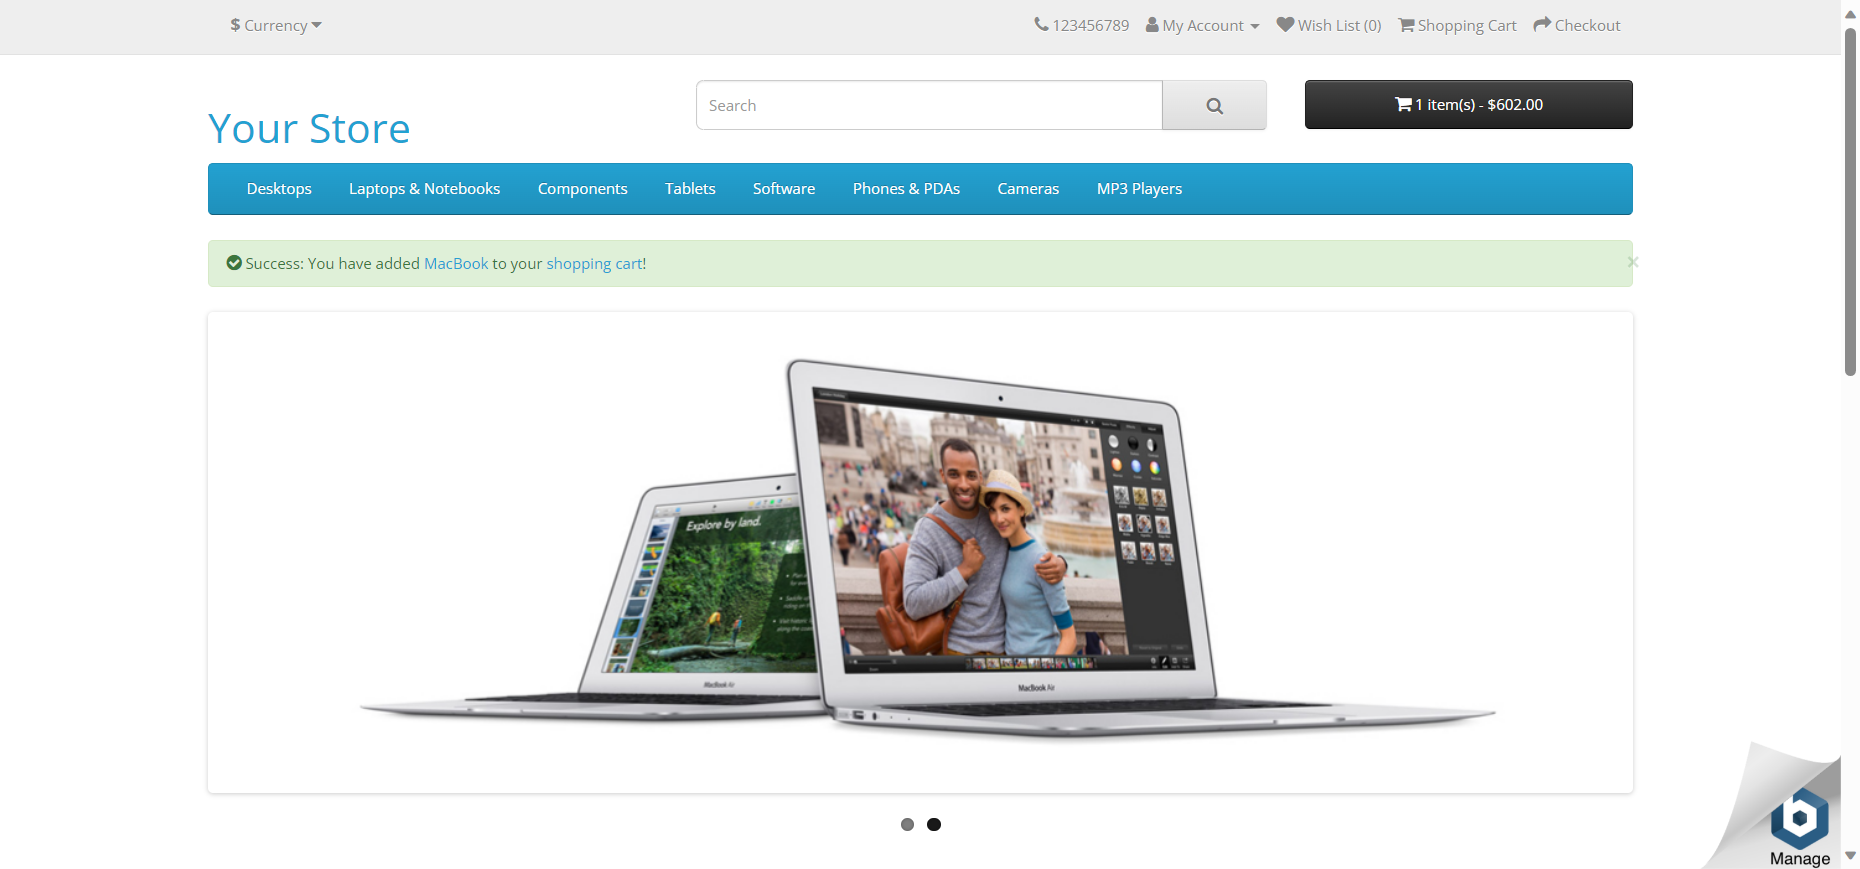 $ Currency
123456789 My Account Wish List (0) Shopping Cart Checkout
Search
1 item(s) - $602.00
Your Store
Desktops Laptops & Notebooks Components Tablets Software Phones & PDAs Cameras MP3 Players
Success: You have added MacBook to your shopping cart!
×
Explore by land.
MacBook Air
MacBook Air
b
Manage